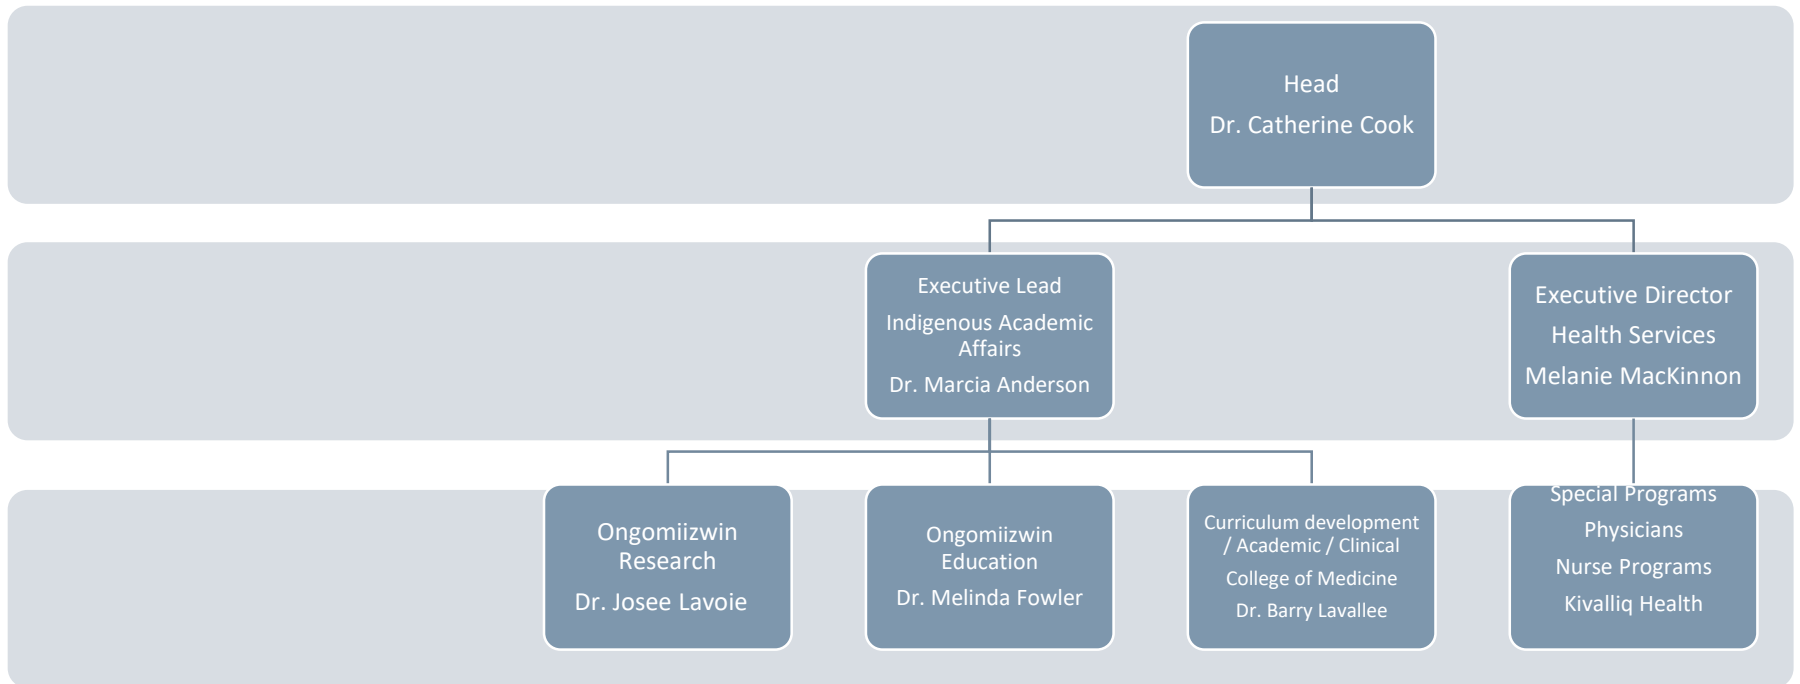 Head
Dr. Catherine Cook
Executive Lead
Indigenous Academic
Affairs
Dr. Marcia Anderson
Executive Director
Health Services
Melanie MacKinnon
Ongomiizwin
Research
Dr. Josee Lavoie
Ongomiizwin
Education
Dr. Melinda Fowler
Curriculum development
/ Academic / Clinical
College of Medicine
Dr. Barry Lavallee
Special Programs
Physicians
Nurse Programs
Kivalliq Health